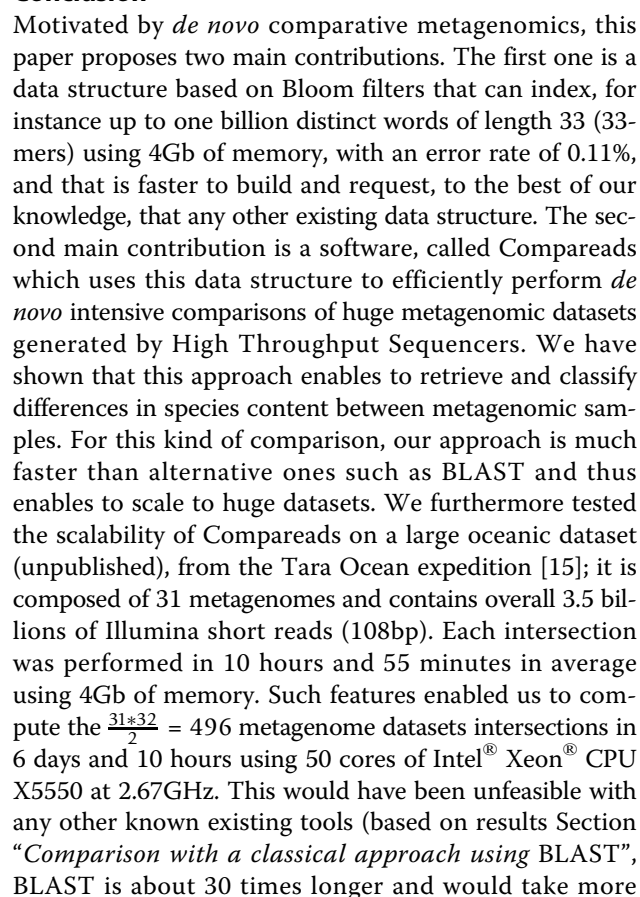 Conclusion
Motivated by de novo comparative metagenomics, this
paper proposes two main contributions. The first one is a
data structure based on Bloom filters that can index, for
instance up to one billion distinct words of length 33 (33-
mers) using 4Gb of memory, with an error rate of 0.11%,
and that is faster to build and request, to the best of our
knowledge, that any other existing data structure. The sec-
ond main contribution is a software, called Compareads
which uses this data structure to efficiently perform de
novo intensive comparisons of huge metagenomic datasets
generated by High Throughput Sequencers. We have
shown that this approach enables to retrieve and classify
differences in species content between metagenomic sam-
ples. For this kind of comparison, our approach is much
faster than alternative ones such as BLAST and thus
enables to scale to huge datasets. We furthermore tested
the scalability of Compareads on a large oceanic dataset
(unpublished), from the Tara Ocean expedition [15]; it is
composed of 31 metagenomes and contains overall 3.5 bil-
lions of Illumina short reads (108bp). Each intersection
was performed in 10 hours and 55 minutes in average
using 4Gb of memory. Such features enabled us to com-
pute the 31*32/2 = 496 metagenome datasets intersections in
6 days and 10 hours using 50 cores of Intel® Xeon® CPU
X5550 at 2.67GHz. This would have been unfeasible with
any other known existing tools (based on results Section
“Comparison with a classical approach using BLAST”,
BLAST is about 30 times longer and would take more